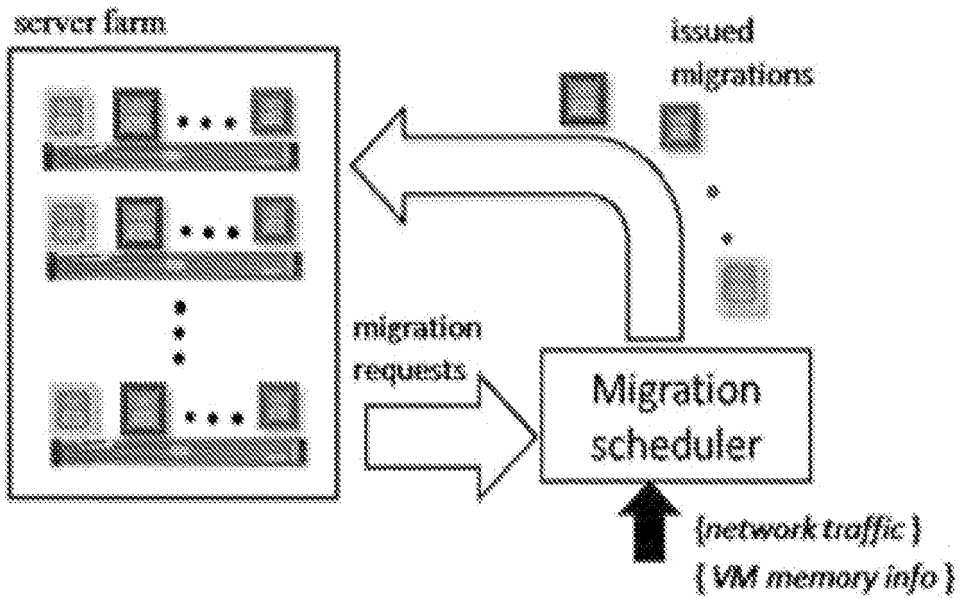 server farm
issued
migrations
migration
requests
Migration
scheduler
{network traffic }
{ VM memory info }